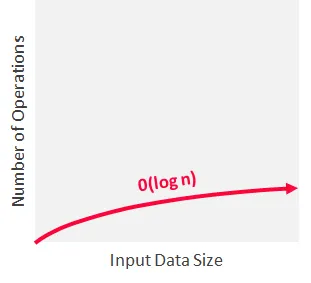 Number of Operations
0(log n)
Input Data Size